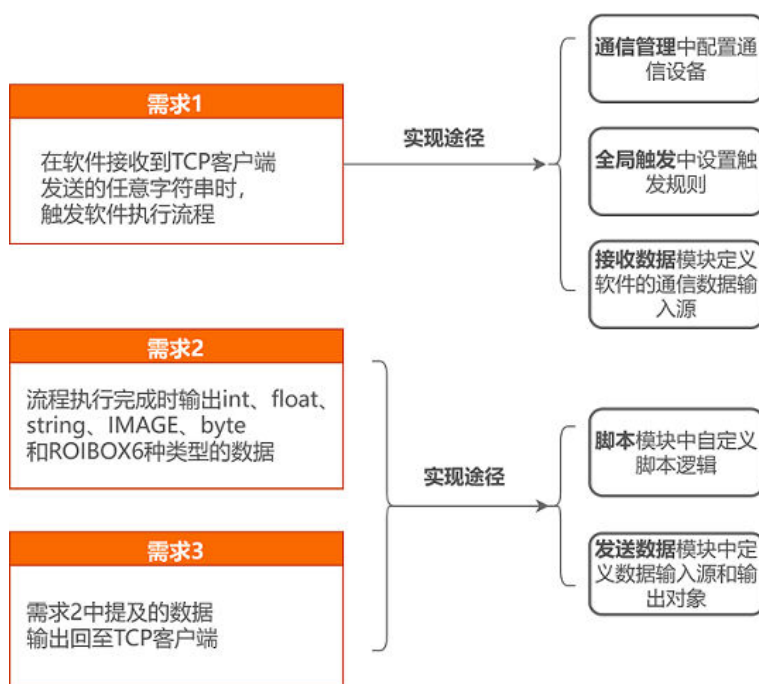 需求1
在软件接收到TCP客户端
发送的任意字符串时，
触发软件执行流程
实现途径
通信管理中配置通
信设备
全局触发中设置触
发规则
接收数据模块定义
软件的通信数据输
入源
需求2
流程执行完成时输出int、float、
string、IMAGE、byte
和ROIBOX6种类型的数据
需求3
需求2中提及的数据
输出回至TCP客户端
实现途径
脚本模块中自定义
脚本逻辑
发送数据模块中定
义数据输入源和输
出对象